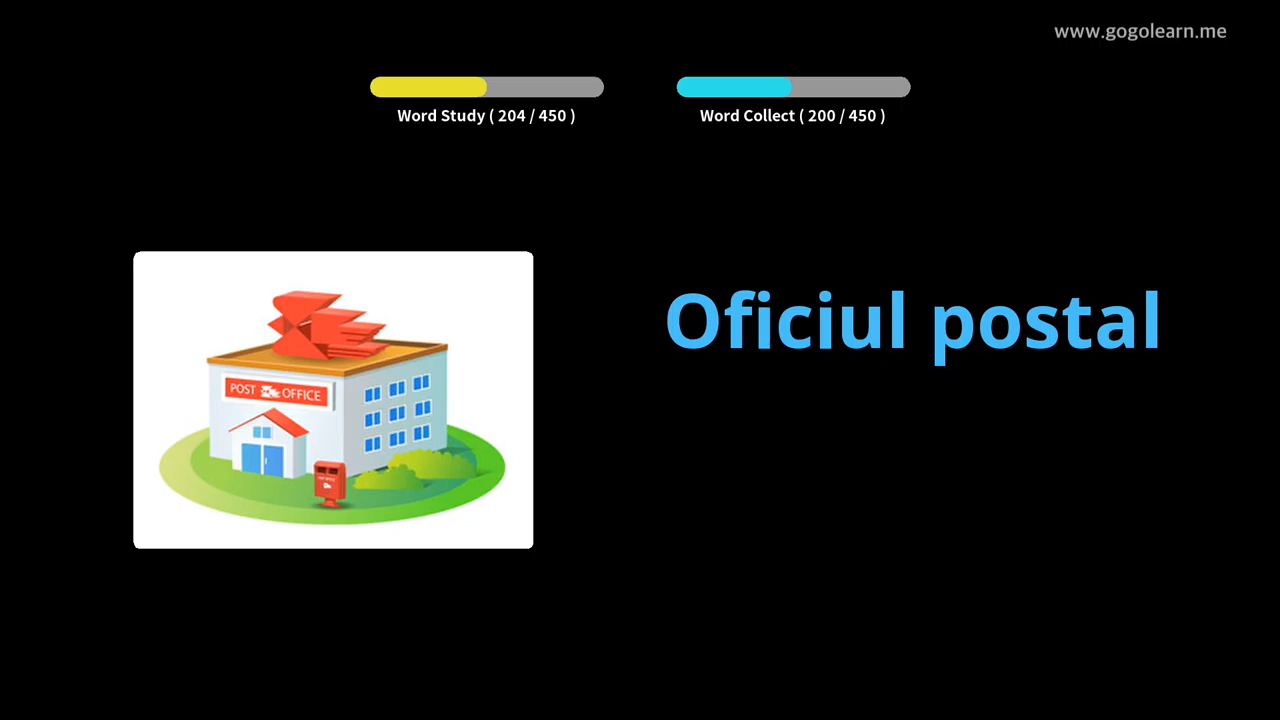 www.gogolearn.me
Word Study ( 204 / 450 )
Word Collect ( 200 / 450 )
Oficiul postal
POST OFFICE